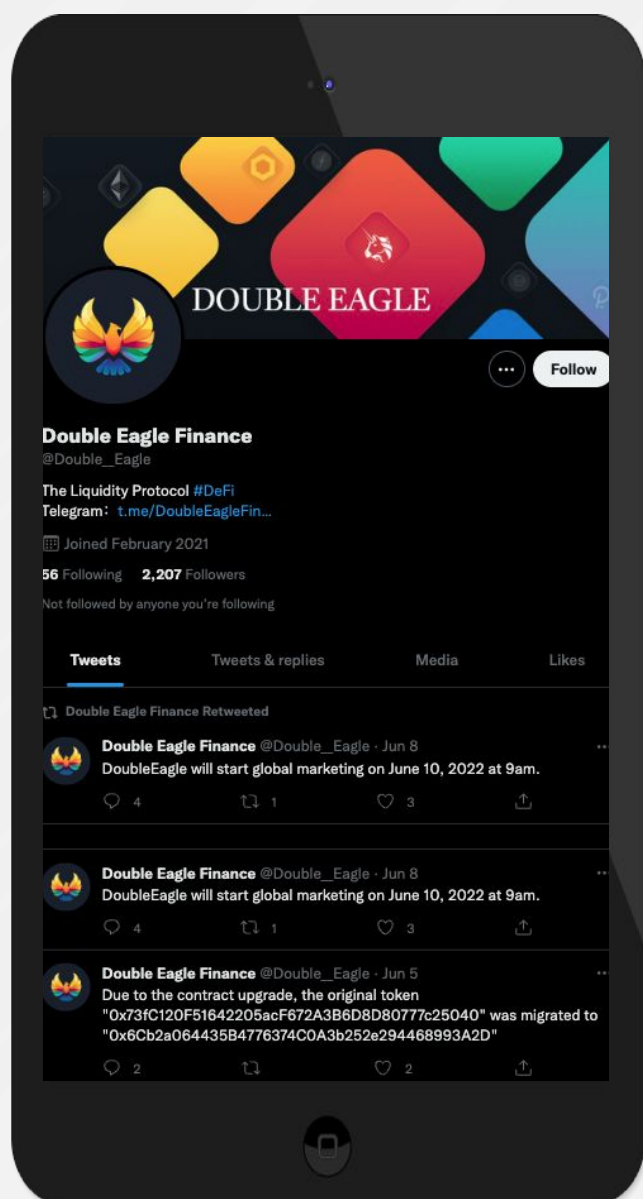 DOUBLE EAGLE
Follow
Double Eagle Finance
@Double__Eagle
The Liquidity Protocol #DeFi
Telegram： t.me/DoubleEagleFin...
Joined February 2021
56 Following 2,207 Followers
Not followed by anyone you're following
Tweets Tweets & replies Media Likes
Double Eagle Finance Retweeted
Double Eagle Finance @Double__Eagle · Jun 8
DoubleEagle will start global marketing on June 10, 2022 at 9am.
4 1 3
Double Eagle Finance @Double__Eagle · Jun 8
DoubleEagle will start global marketing on June 10, 2022 at 9am.
4 1 3
Double Eagle Finance @Double__Eagle · Jun 5
Due to the contract upgrade, the original token
"0x73fC120F51642205acF672A3B6D8D80777c25040" was migrated to
"0x6Cb2a064435B4776374C0A3b252e294468993A2D"
2 2